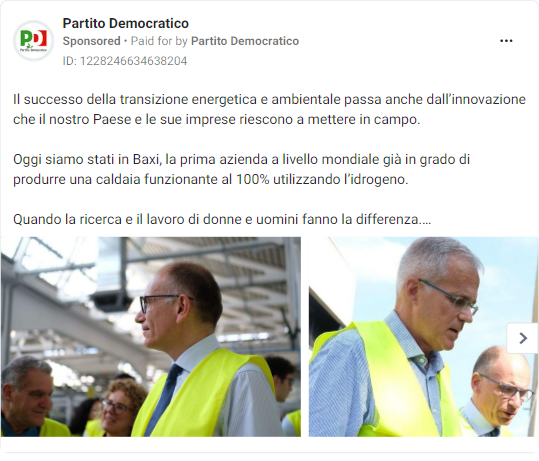 Partito Democratico
Sponsored • Paid for by Partito Democratico
ID: 1228246634638204
Il successo della transizione energetica e ambientale passa anche dall’innovazione
che il nostro Paese e le sue imprese riescono a mettere in campo.
Oggi siamo stati in Baxi, la prima azienda a livello mondiale già in grado di
produrre una caldaia funzionante al 100% utilizzando l’idrogeno.
Quando la ricerca e il lavoro di donne e uomini fanno la differenza....
PD
Partito Democratico